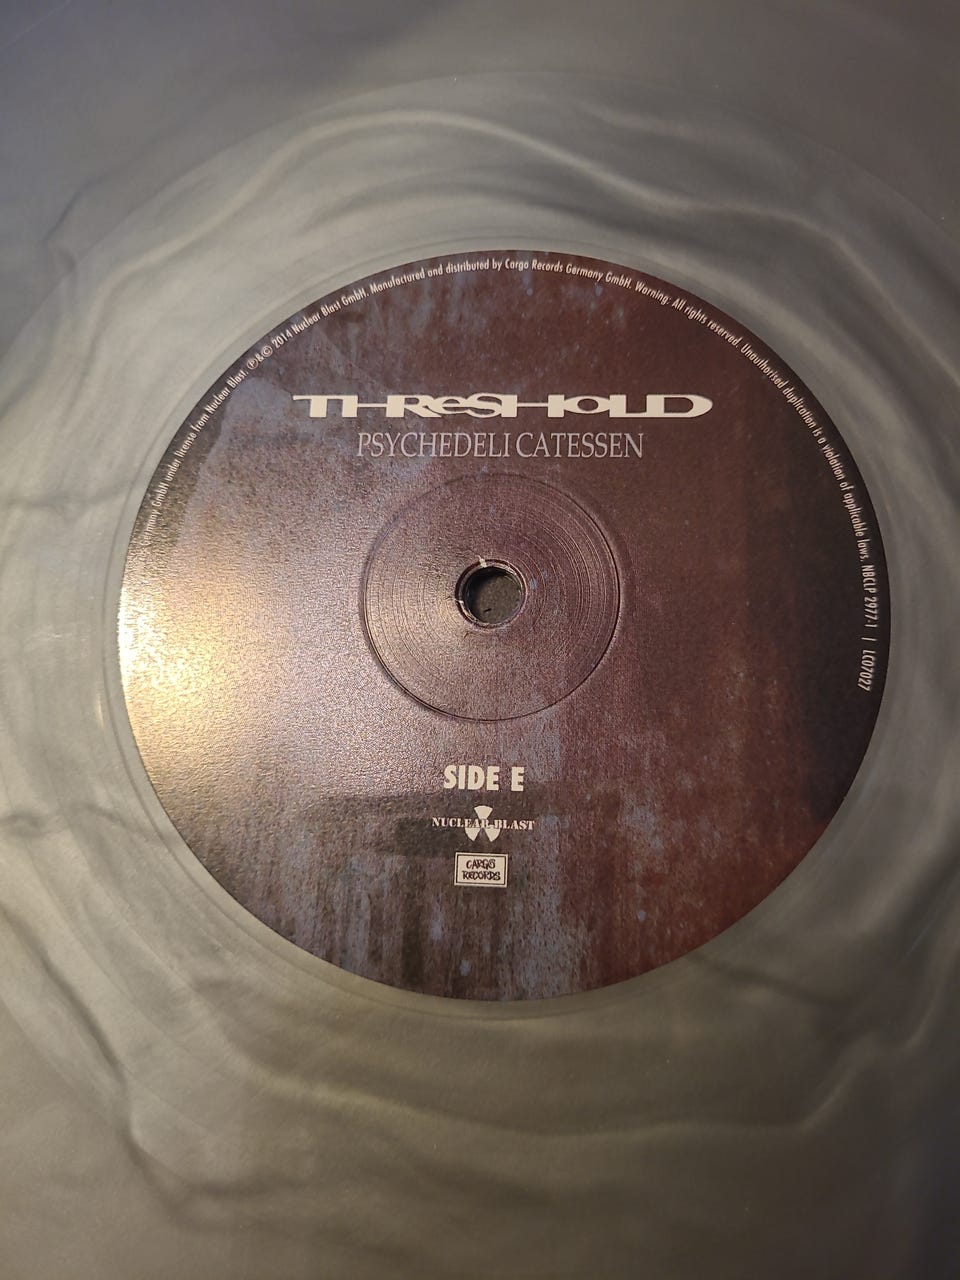 Germany GmbH under license from Nuclear Blast. ℗&© 2014 Nuclear Blast GmbH. Manufactured and distributed by Cargo Records Germany GmbH. Warning: All rights reserved. Unauthorised duplication is a violation of applicable laws. NBCLP 2977-1 | LC07027
THReSHOLD
PSYCHEDELICATESSEN
SIDE E
NUCLEAR BLAST
CARGO
RECORDS